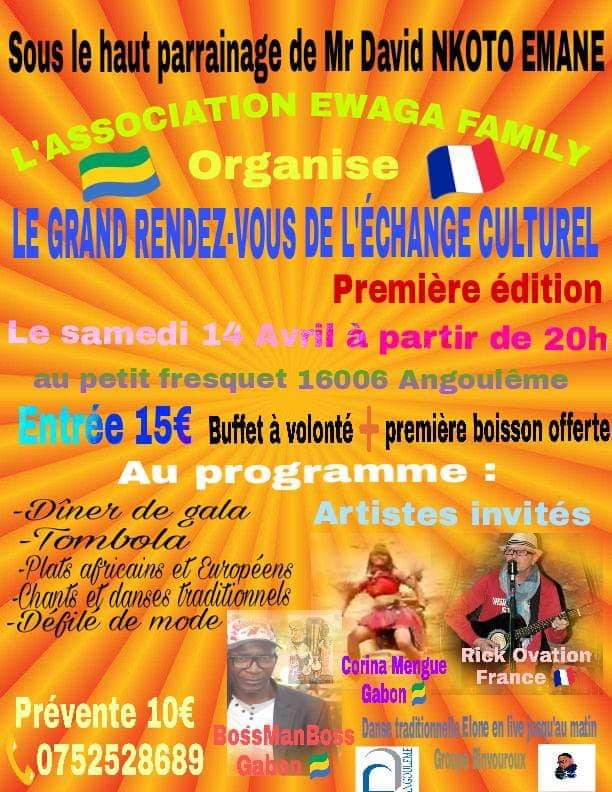 Sous le haut parrainage de Mr David NKOTO EMANE
L'ASSOCIATION EWAGA FAMILY
Organise
LE GRAND RENDEZ-VOUS DE L'ÉCHANGE CULTUREL
Première édition
Le samedi 14 Avril à partir de 20h
au petit fresquet 16006 Angoulême
Entrée 15€ Buffet à volonté + première boisson offerte
Au programme :
-Dîner de gala
-Tombola
-Plats africains et Européens
-Chants et danses traditionnels
-Défilé de mode
Artistes invités
Rick Ovation
France
Corina Mengue
Gabon
BossManBoss
Gabon
Prévente 10€
0752528689
Danse traditionnelle Elone en live jusqu'au matin
Groupe Binvouroux
ANGOULÊME